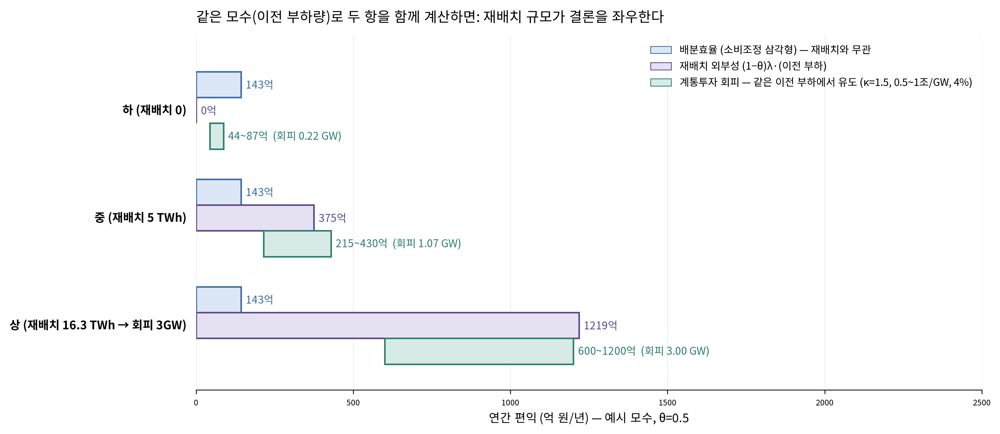 같은 모수(이전 부하량)로 두 항을 함께 계산하면: 재배치 규모가 결론을 좌우한다
배분효율 (소비조정 삼각형) — 재배치와 무관
재배치 외부성 (1−θ)λ·(이전 부하)
계통투자 회피 — 같은 이전 부하에서 유도 (κ=1.5, 0.5~1조/GW, 4%)
하 (재배치 0)
143억
0억
44~87억 (회피 0.22 GW)
중 (재배치 5 TWh)
143억
375억
215~430억 (회피 1.07 GW)
상 (재배치 16.3 TWh → 회피 3GW)
143억
1219억
600~1200억 (회피 3.00 GW)
0 500 1000 1500 2000 2500
연간 편익 (억 원/년) — 예시 모수, θ=0.5